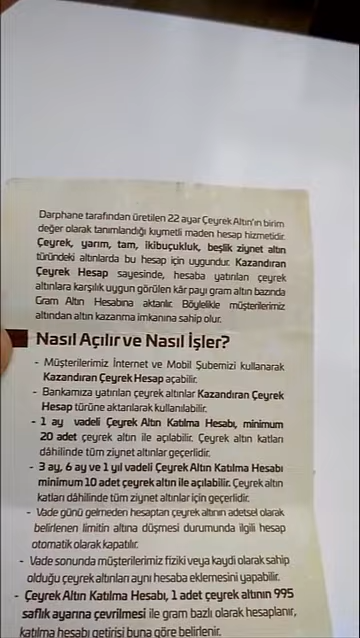 Darphane tarafından üretilen 22 ayar Çeyrek Altın'ın birim
değer olarak tanımlandığı kıymetli maden hesap hizmetidir.
Çeyrek, yarım, tam, ikibuçukluk, beşlik ziynet altın
türündeki altınlarda bu hesap için uygundur. Kazandıran
Çeyrek Hesap sayesinde, hesaba yatırılan çeyrek
altınlara karşılık uygun görülen kâr payı gram altın bazında
Gram Altın Hesabına aktarılır. Böylelikle müşterilerimiz
altından altın kazanma imkanına sahip olur.
Nasıl Açılır ve Nasıl İşler?
- Müşterilerimiz İnternet ve Mobil Şubemizi kullanarak
Kazandıran Çeyrek Hesap açabilir.
- Bankamıza yatırılan çeyrek altınlar Kazandıran Çeyrek
Hesap türüne aktarılarak kullanılabilir.
- 1 ay vadeli Çeyrek Altın Katılma Hesabı, minimum
20 adet çeyrek altın ile açılabilir. Çeyrek altın katları
dâhilinde tüm ziynet altınlar için geçerlidir.
- 3 ay, 6 ay ve 1 yıl vadeli Çeyrek Altın Katılma Hesabı
minimum 10 adet çeyrek altın ile açılabilir. Çeyrek altın
katları dâhilinde tüm ziynet altınlar için geçerlidir.
- Vade günü gelmeden hesaptan çeyrek altının adetsel olarak
belirlenen limitin altına düşmesi durumunda ilgili hesap
otomatik olarak kapatılır.
- Vade sonunda müşterilerimiz fiziki veya kaydi olarak sahip
olduğu çeyrek altınları aynı hesaba eklemesini yapabilir.
- Çeyrek Altın Katılma Hesabı, 1 adet çeyrek altının 995
saflık ayarına çevrilmesi ile gram bazlı olarak hesaplanır,
katılma hesabı getirisi buna göre belirlenir.